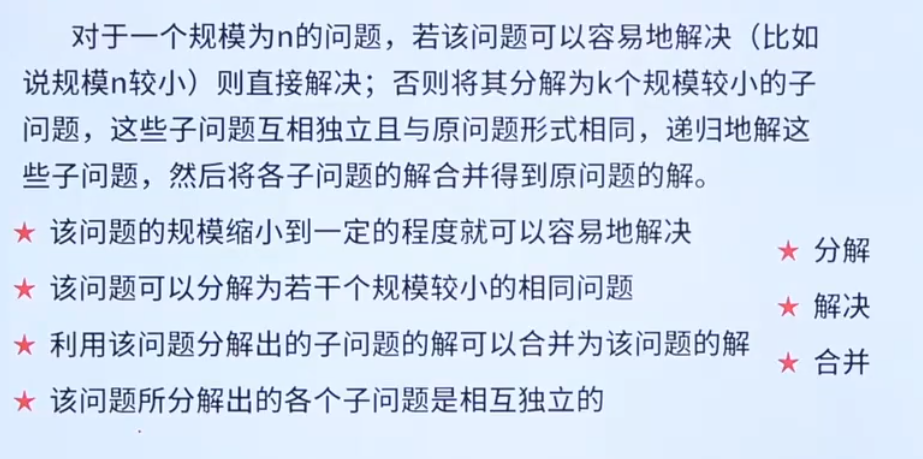 对于一个规模为n的问题，若该问题可以容易地解决（比如
说规模n较小）则直接解决；否则将其分解为k个规模较小的子
问题，这些子问题互相独立且与原问题形式相同，递归地解这
些子问题，然后将各子问题的解合并得到原问题的解。
★ 该问题的规模缩小到一定的程度就可以容易地解决
★ 该问题可以分解为若干个规模较小的相同问题
★ 利用该问题分解出的子问题的解可以合并为该问题的解
★ 该问题所分解出的各个子问题是相互独立的
★ 分解
★ 解决
★ 合并